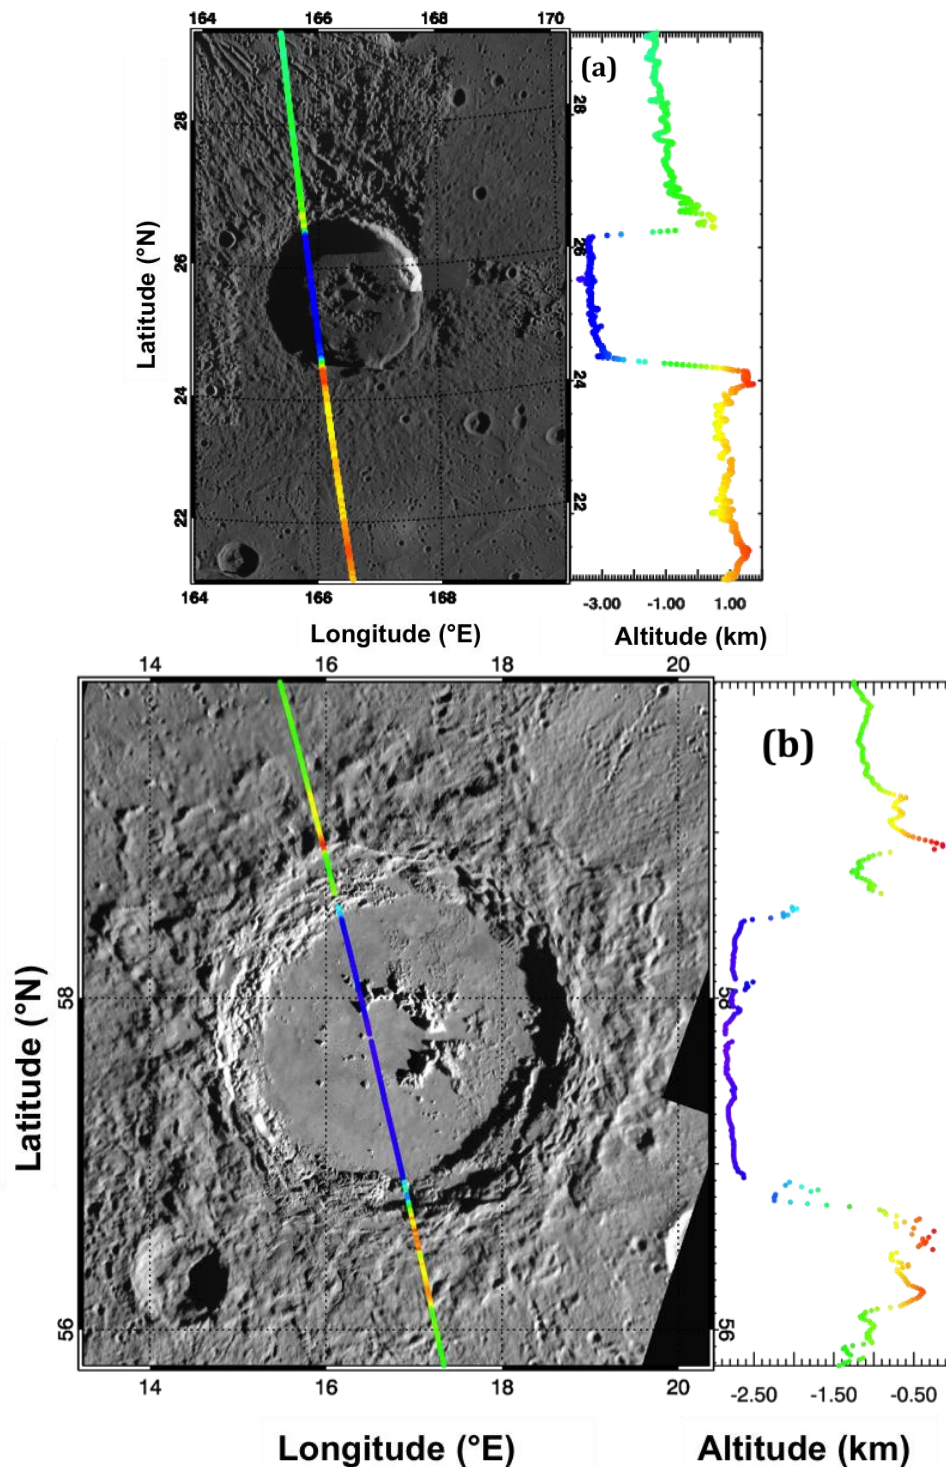 164 166 168 170
(a)
28 28
Latitude (°N)
26 26
24 24
22 22
164 166 168
-3.00 -1.00 1.00
Longitude (°E) Altitude (km)
14 16 18 20
(b)
Latitude (°N)
58 58
56 56
14 16 18 20
-2.50 -1.50 -0.50
Longitude (°E) Altitude (km)